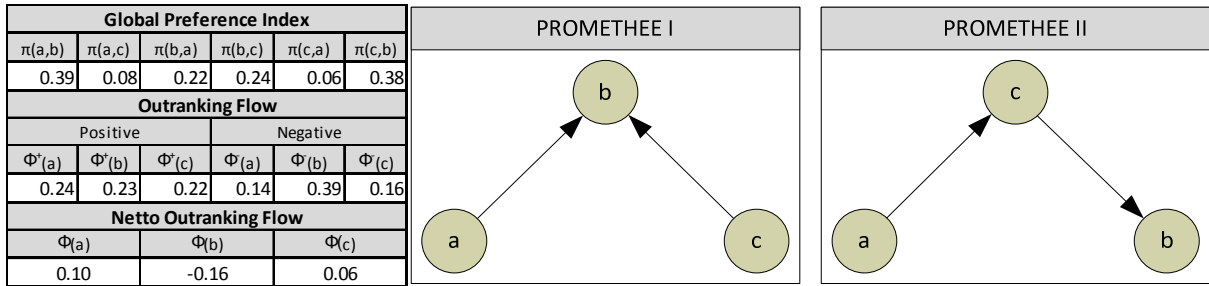 Global Preference Index
π(a,b) π(a,c) π(b,a) π(b,c) π(c,a) π(c,b)
0.39 0.08 0.22 0.24 0.06 0.38
Outranking Flow
Positive Negative
Φ⁺(a) Φ⁺(b) Φ⁺(c) Φ⁻(a) Φ⁻(b) Φ⁻(c)
0.24 0.23 0.22 0.14 0.39 0.16
Netto Outranking Flow
Φ(a) Φ(b) Φ(c)
0.10 -0.16 0.06
PROMETHEE I
b
a c
PROMETHEE II
c
a b